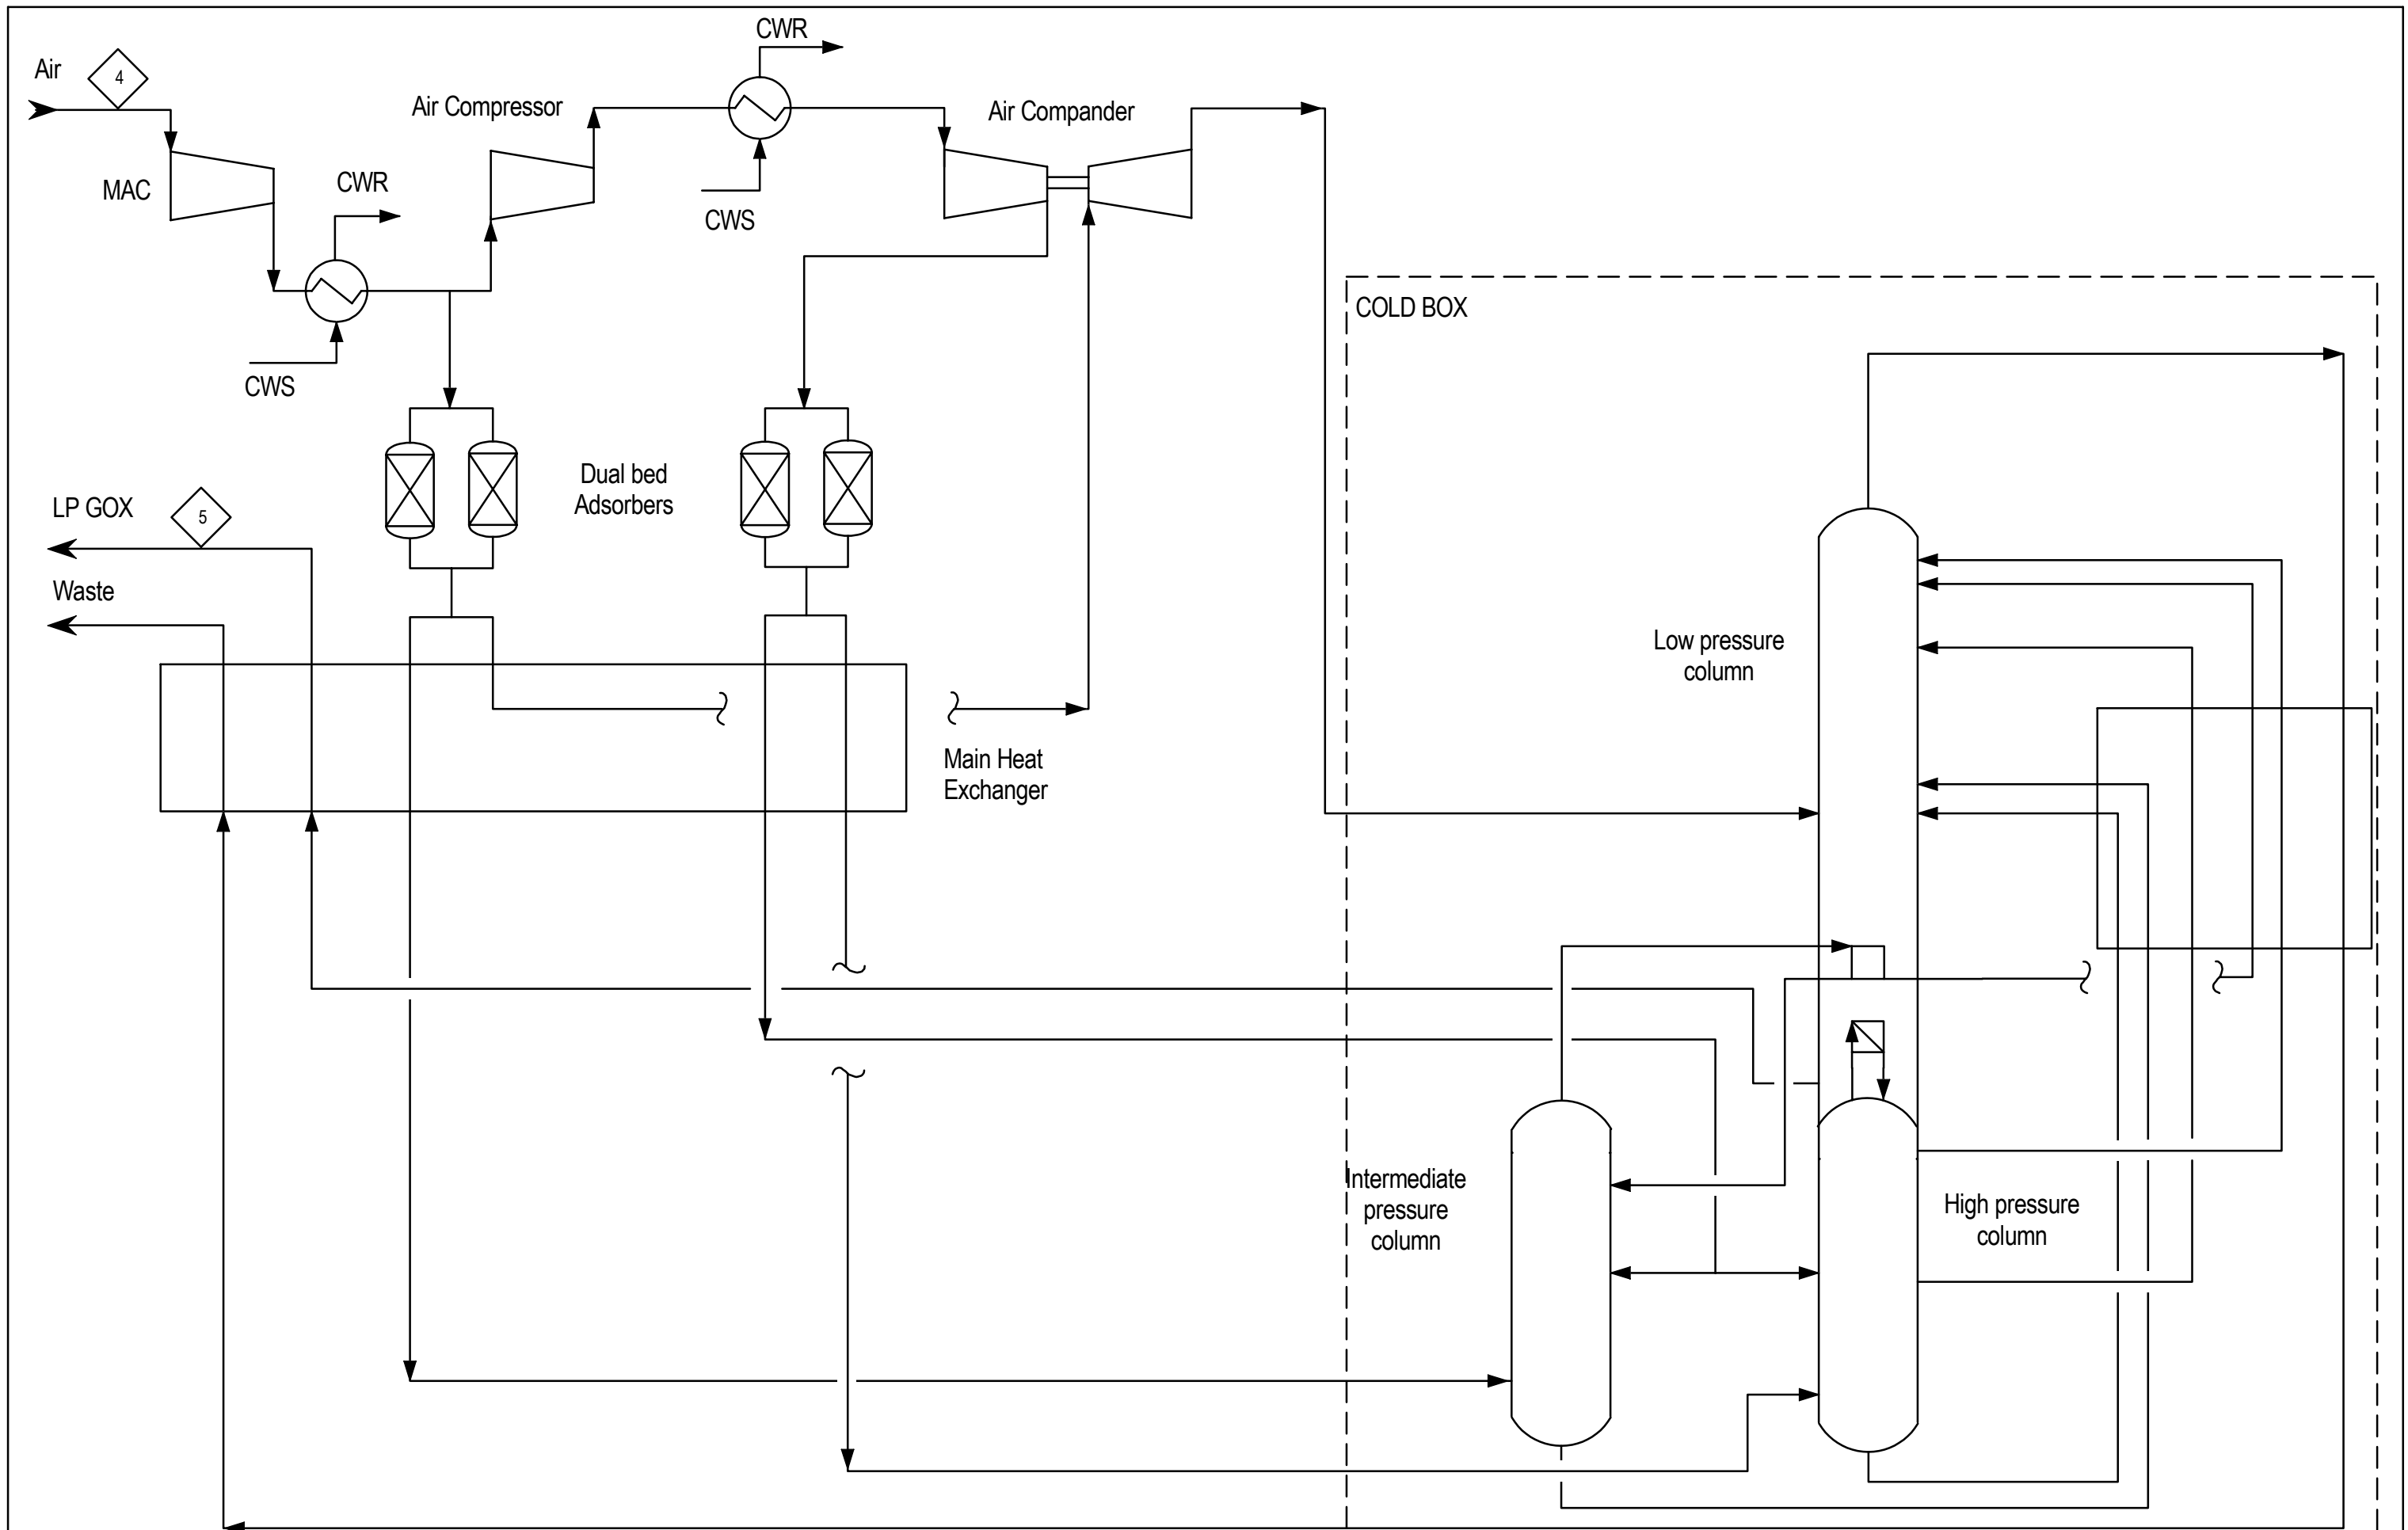 CWR
Air
4
Air Compressor
Air Compander
MAC
CWR
CWS
COLD BOX
CWS
Dual bed
Adsorbers
LP GOX
5
Waste
Low pressure
column
Main Heat
Exchanger
Intermediate
pressure
column
High pressure
column